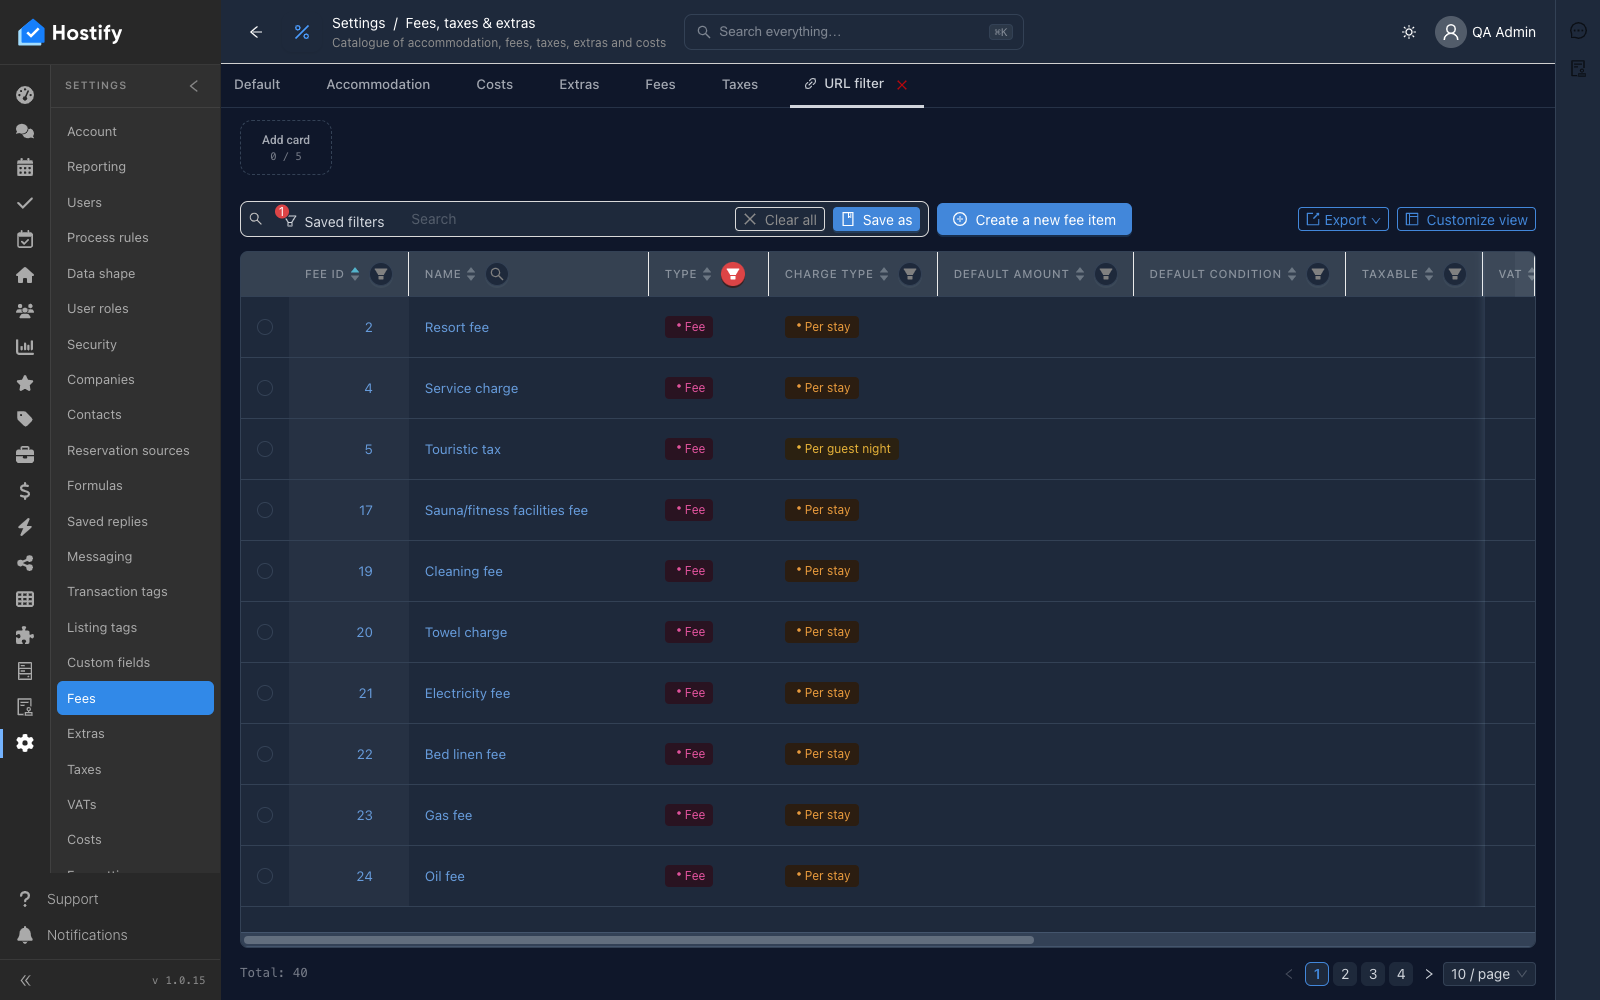 Hostify
Settings / Fees, taxes & extras
Catalogue of accommodation, fees, taxes, extras and costs
Search everything...
⌘K
QA Admin
SETTINGS
Account
Reporting
Users
Process rules
Data shape
User roles
Security
Companies
Contacts
Reservation sources
Formulas
Saved replies
Messaging
Transaction tags
Listing tags
Custom fields
Fees
Extras
Taxes
VATs
Costs
Support
Notifications
v 1.0.15
Default
Accommodation
Costs
Extras
Fees
Taxes
URL filter
Add card
0 / 5
1
Saved filters
Search
Clear all
Save as
Create a new fee item
Export
Customize view
FEE ID NAME TYPE CHARGE TYPE DEFAULT AMOUNT DEFAULT CONDITION TAXABLE VAT
2 Resort fee Fee Per stay
4 Service charge Fee Per stay
5 Touristic tax Fee Per guest night
17 Sauna/fitness facilities fee Fee Per stay
19 Cleaning fee Fee Per stay
20 Towel charge Fee Per stay
21 Electricity fee Fee Per stay
22 Bed linen fee Fee Per stay
23 Gas fee Fee Per stay
24 Oil fee Fee Per stay
Total: 40
1 2 3 4
10 / page